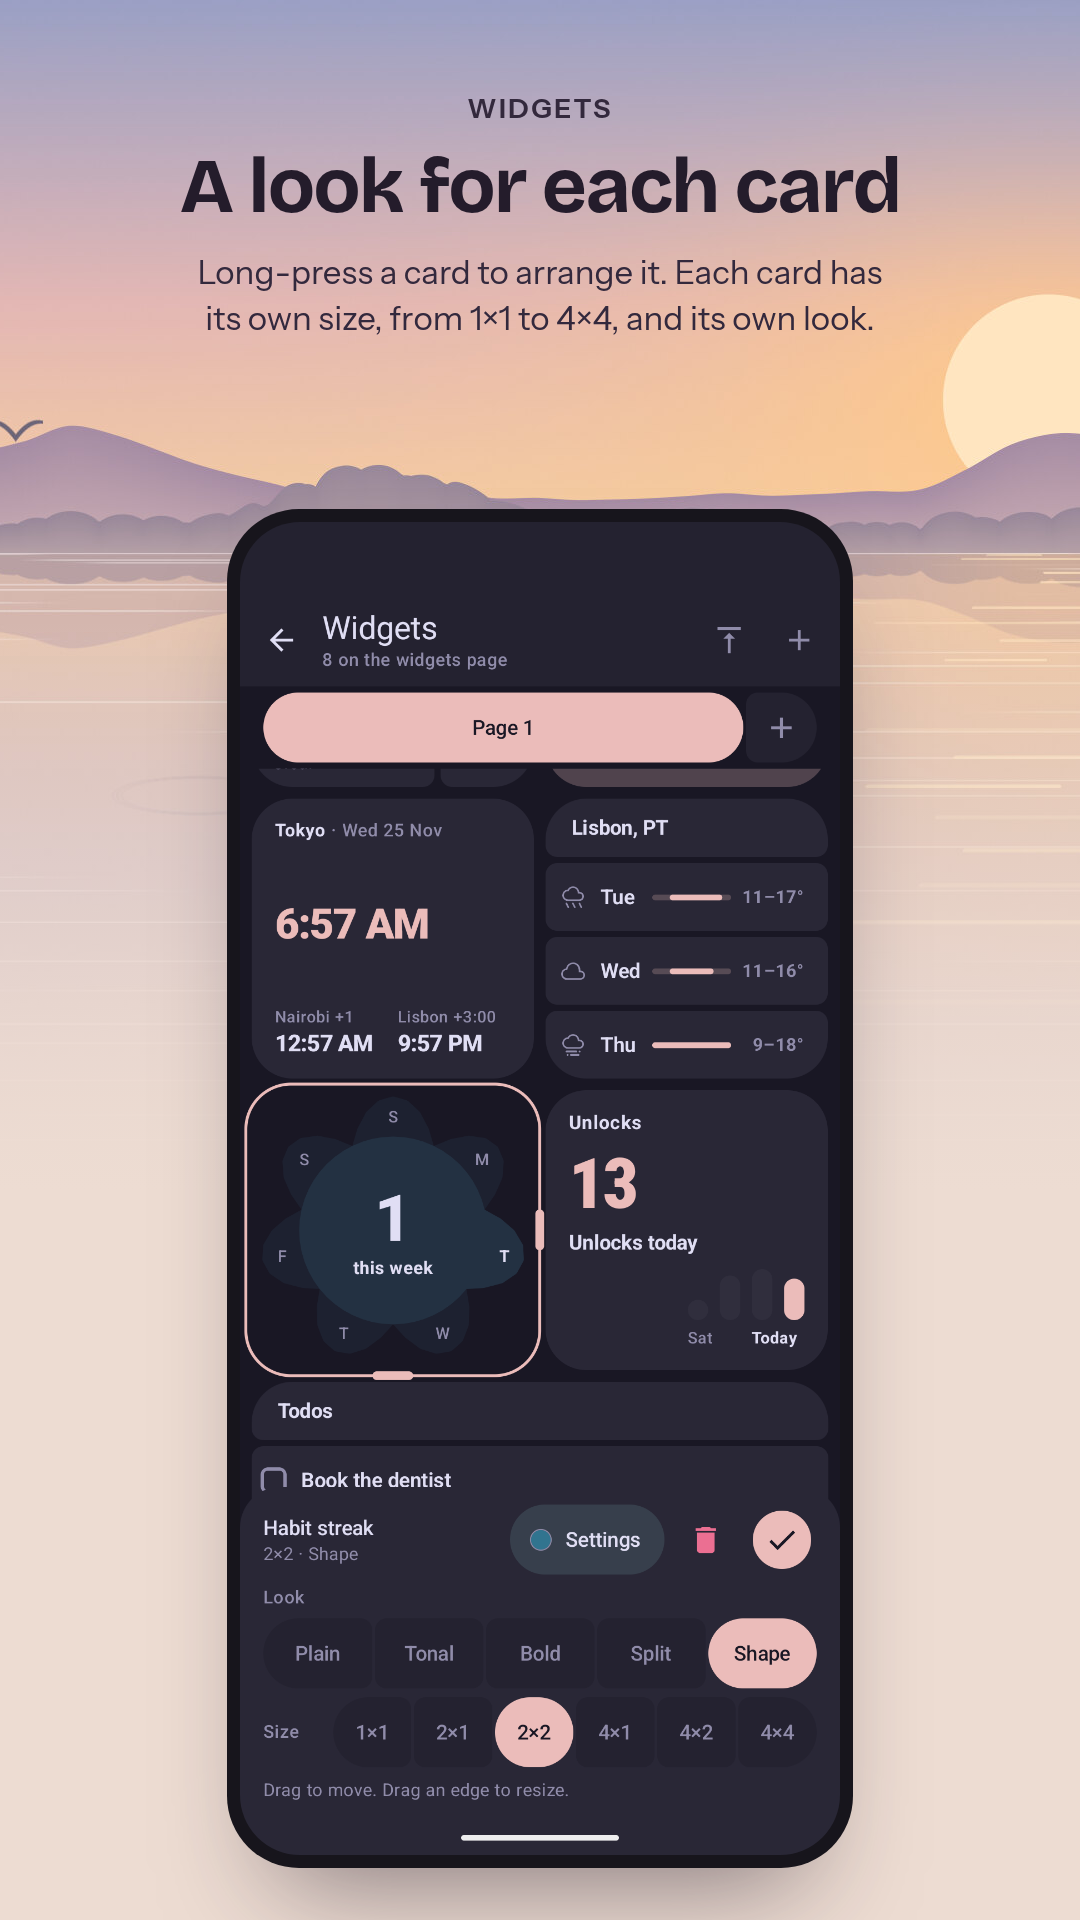 WIDGETS
A look for each card
Long-press a card to arrange it. Each card has
its own size, from 1×1 to 4×4, and its own look.
Widgets
8 on the widgets page
Page 1
Tokyo · Wed 25 Nov
6:57 AM
Nairobi +1
Lisbon +3:00
12:57 AM
9:57 PM
Lisbon, PT
Tue 11–17°
Wed 11–16°
Thu 9–18°
S
S
M
1
this week
F
T
T
W
Unlocks
13
Unlocks today
Sat
Today
Todos
Book the dentist
Habit streak
2×2 · Shape
Settings
Look
Plain
Tonal
Bold
Split
Shape
Size
1×1
2×1
2×2
4×1
4×2
4×4
Drag to move. Drag an edge to resize.